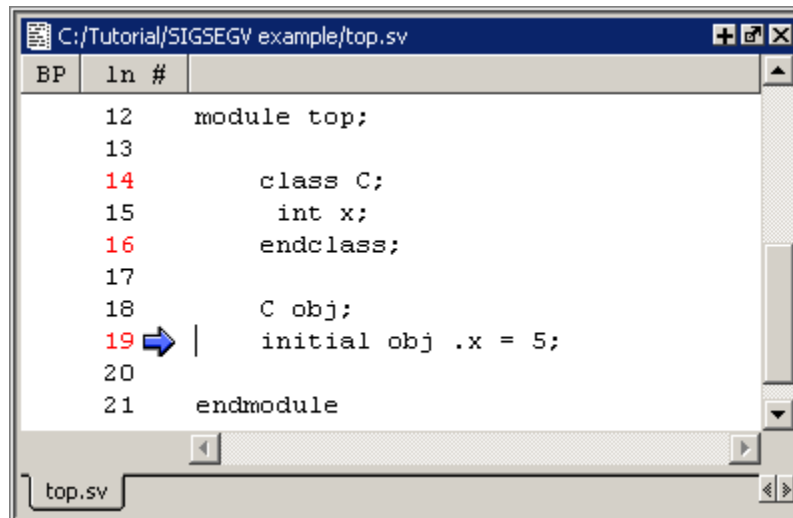 C:/Tutorial/SIGSEGV example/top.sv
BP ln #
12 module top;
13
14 class C;
15 int x;
16 endclass;
17
18 C obj;
19 initial obj .x = 5;
20
21 endmodule
top.sv